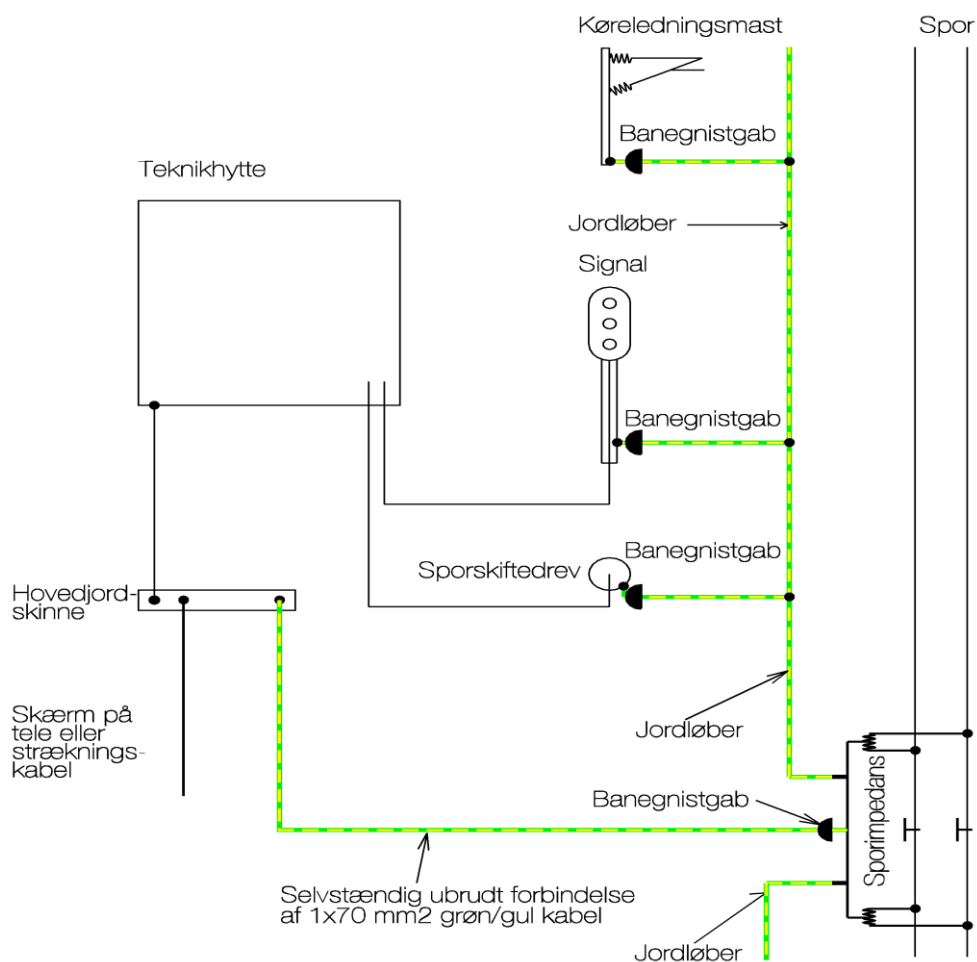 Køreledningsmast
Spor
Banegnistgab
Teknikhytte
Jordløber
Signal
Banegnistgab
Banegnistgab
Sporskiftedrev
Hovedjord-
skinne
Skærm på
tele eller
stræknings-
kabel
Jordløber
Banegnistgab
Sporimpedans
Selvstændig ubrudt forbindelse
af 1x70 mm2 grøn/gul kabel
Jordløber